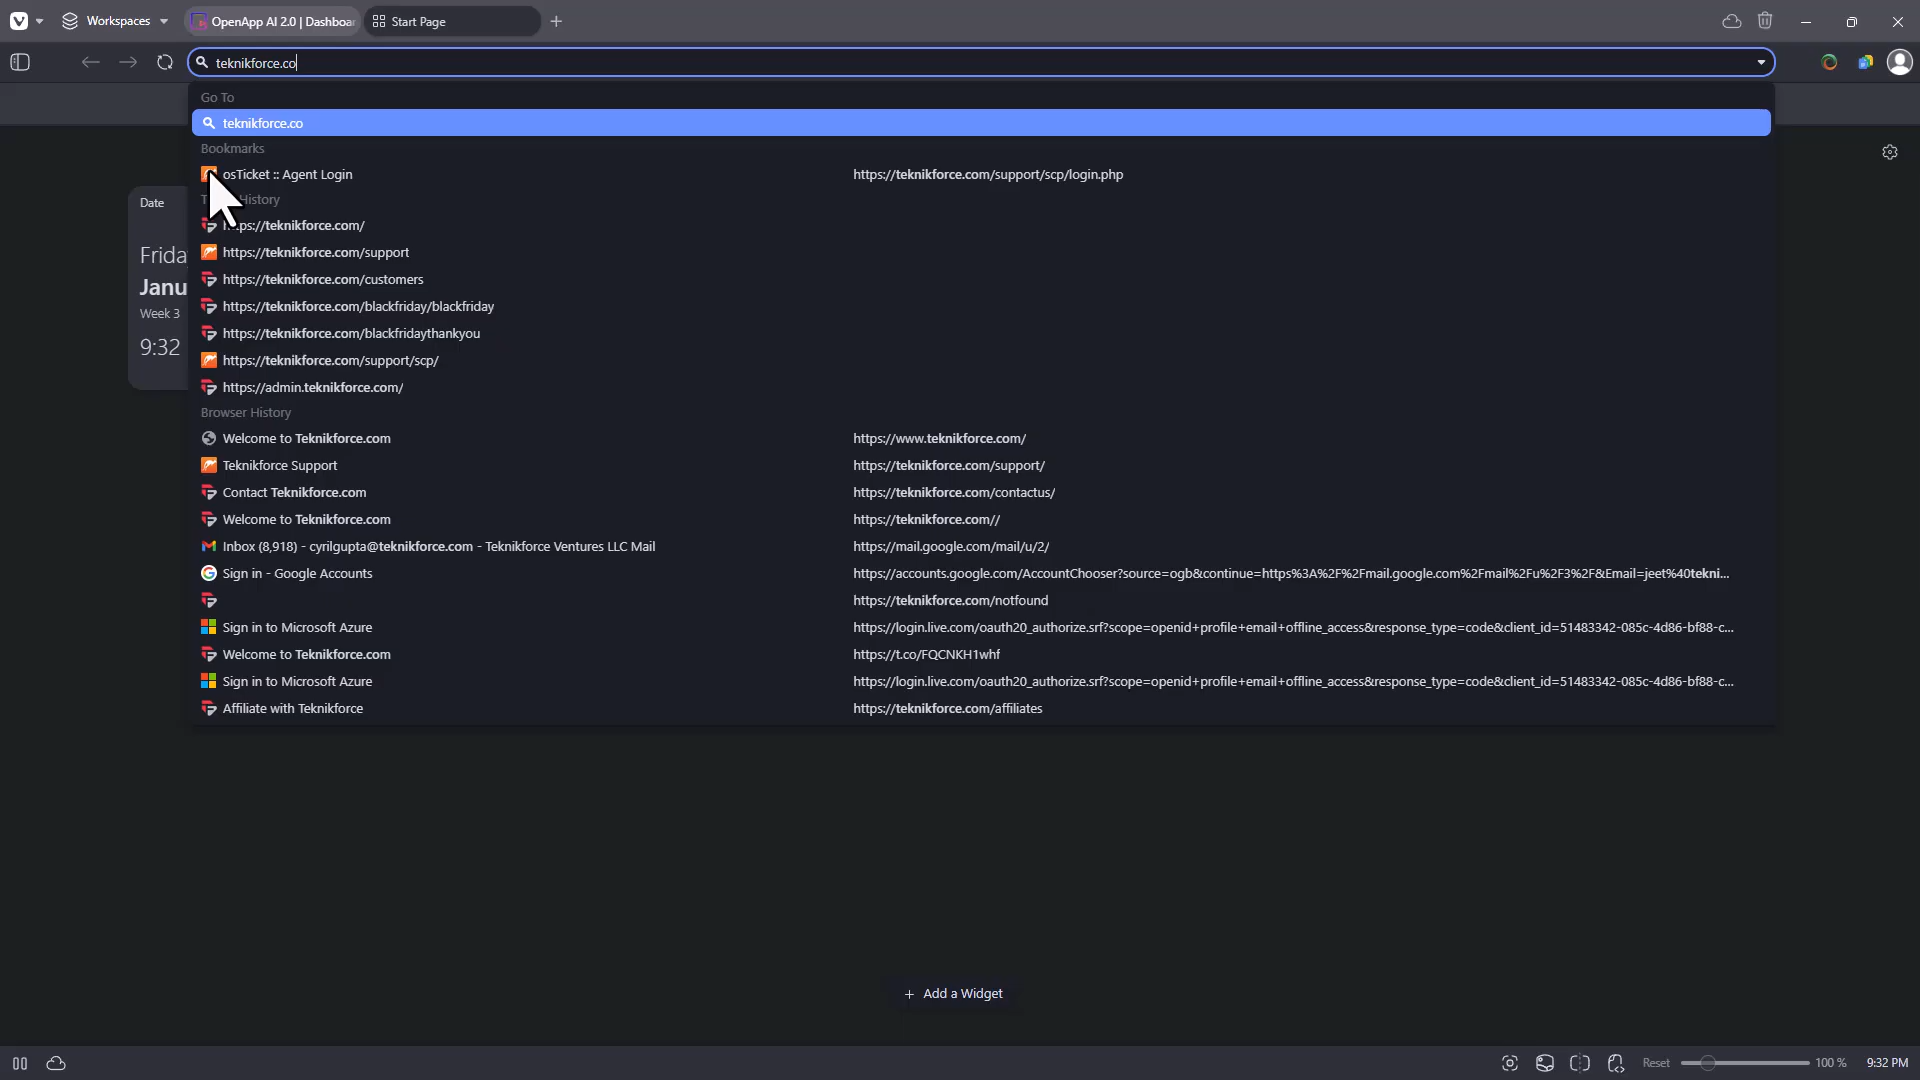 Workspaces
OpenApp AI 2.0 | Dashboar
Start Page
teknikforce.co
Go To
teknikforce.co
Bookmarks
osTicket :: Agent Login https://teknikforce.com/support/scp/login.php
Date
History
https://teknikforce.com/
https://teknikforce.com/support
Frida
https://teknikforce.com/customers
Janu
https://teknikforce.com/blackfriday/blackfriday
Week 3
https://teknikforce.com/blackfridaythankyou
9:32
https://teknikforce.com/support/scp/
https://admin.teknikforce.com/
Browser History
Welcome to Teknikforce.com https://www.teknikforce.com/
Teknikforce Support https://teknikforce.com/support/
Contact Teknikforce.com https://teknikforce.com/contactus/
Welcome to Teknikforce.com https://teknikforce.com//
Inbox (8,918) - cyrilgupta@teknikforce.com - Teknikforce Ventures LLC Mail https://mail.google.com/mail/u/2/
Sign in - Google Accounts https://accounts.google.com/AccountChooser?source=ogb&continue=https%3A%2F%2Fmail.google.com%2Fmail%2Fu%2F3%2F&Email=jeet%40tekni...
https://teknikforce.com/notfound
Sign in to Microsoft Azure https://login.live.com/oauth20_authorize.srf?scope=openid+profile+email+offline_access&response_type=code&client_id=51483342-085c-4d86-bf88-c...
Welcome to Teknikforce.com https://t.co/FQCNKH1whf
Sign in to Microsoft Azure https://login.live.com/oauth20_authorize.srf?scope=openid+profile+email+offline_access&response_type=code&client_id=51483342-085c-4d86-bf88-c...
Affiliate with Teknikforce https://teknikforce.com/affiliates
+ Add a Widget
Reset 100 % 9:32 PM